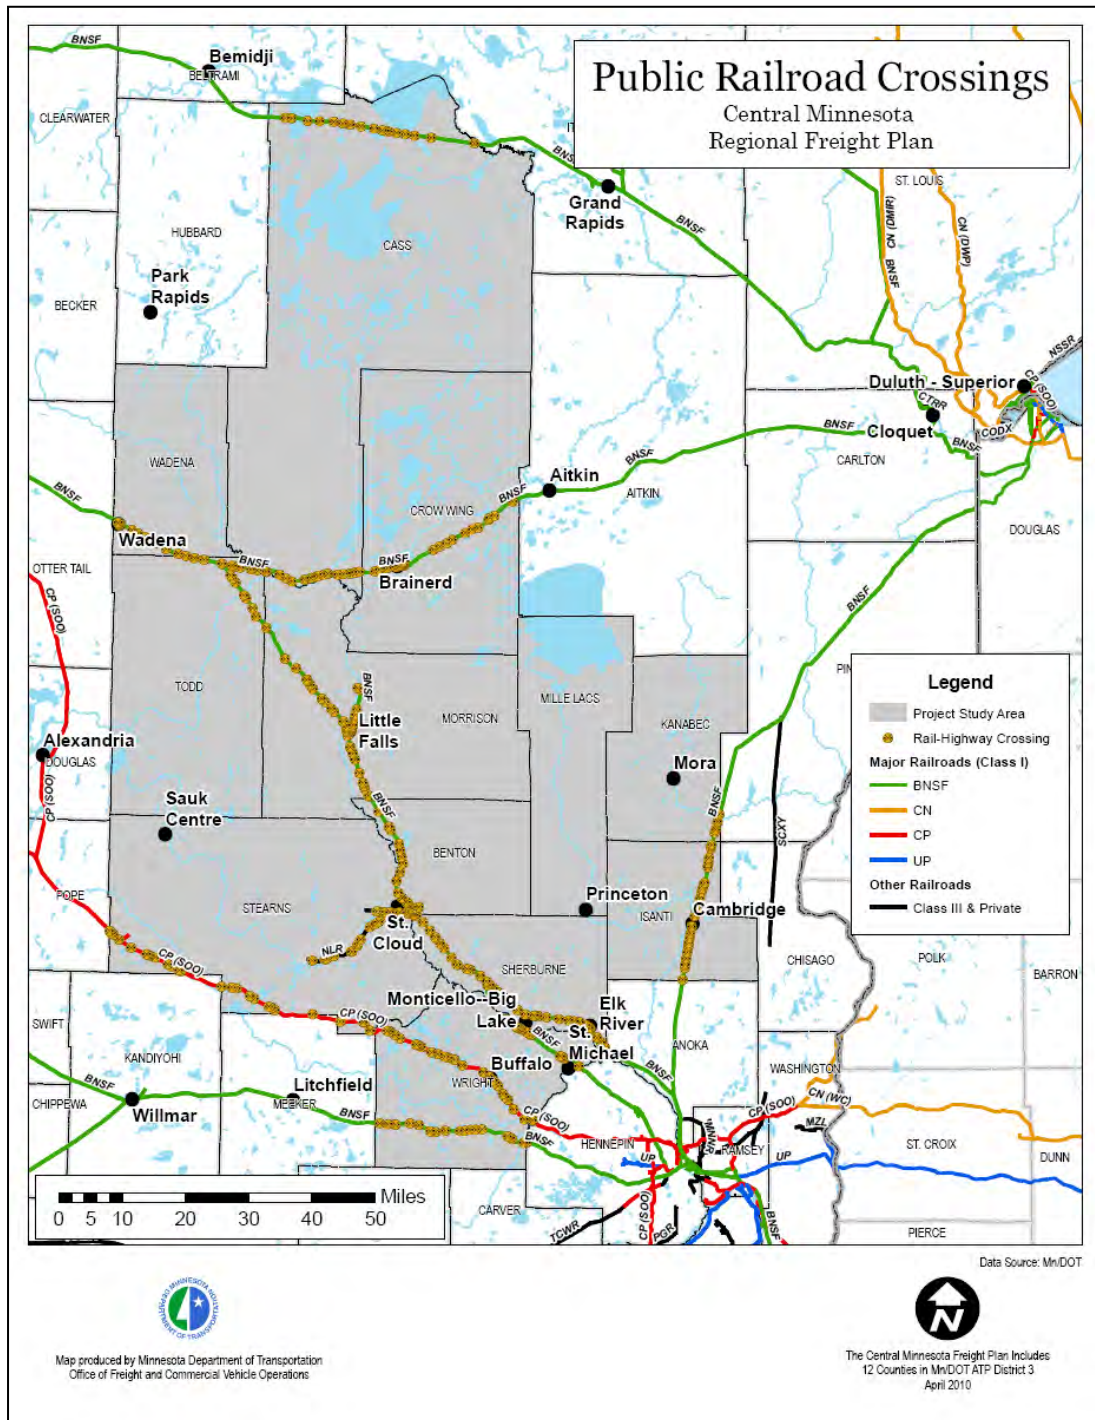 Public Railroad Crossings
Central Minnesota
Regional Freight Plan
BNSF
Bemidji
BELTRAMI
CLEARWATER
IT
BNSF
ST. LOUIS
Grand
Rapids
BNSF
CN (DMIR)
BNSF
CN (DWP)
HUBBARD
CASS
Park
Rapids
BECKER
NSSR
CP (SOO)
Duluth - Superior
CTRR
Cloquet
CODX
BNSF
BNSF
CARLTON
WADENA
Aitkin
BNSF
AITKIN
BNSF
BNSF
CROW WING
DOUGLAS
Wadena
BNSF
BNSF
Brainerd
OTTER TAIL
CP (SOO)
BNSF
PIN
TODD
BNSF
MILLE LACS
KANABEC
Little
Falls
MORRISON
Alexandria
DOUGLAS
Mora
CP (SOO)
Sauk
Centre
BNSF
BNSF
SCXY
BENTON
POPE
STEARNS
Princeton
ISANTI
Cambridge
St.
Cloud
NLR
CP (SOO)
SHERBURNE
CHISAGO
POLK
BARRON
Monticello--Big
Lake
Elk
River
CP (SOO)
SWIFT
KANDIYOHI
BNSF
St.
Michael
ANOKA
Buffalo
WRIGHT
BNSF
WASHINGTON
BNSF
CHIPPEWA
Willmar
Litchfield
MEEKER
BNSF
CP (SOO)
BNSF
HENNEPIN
UP
MNNR
RAMSEY
CP (SOO)
CN (WC)
MZL
UP
ST. CROIX
DUNN
CARVER
TCWR
CP (SOO)
PGR
BNSF
PIERCE
Legend
Project Study Area
Rail-Highway Crossing
Major Railroads (Class I)
BNSF
CN
CP
UP
Other Railroads
Class III & Private
Miles
0 5 10 20 30 40 50
Data Source: Mn/DOT
MINNESOTA DEPARTMENT OF TRANSPORTATION
Map produced by Minnesota Department of Transportation
Office of Freight and Commercial Vehicle Operations
N
The Central Minnesota Freight Plan Includes
12 Counties in Mn/DOT ATP District 3
April 2010